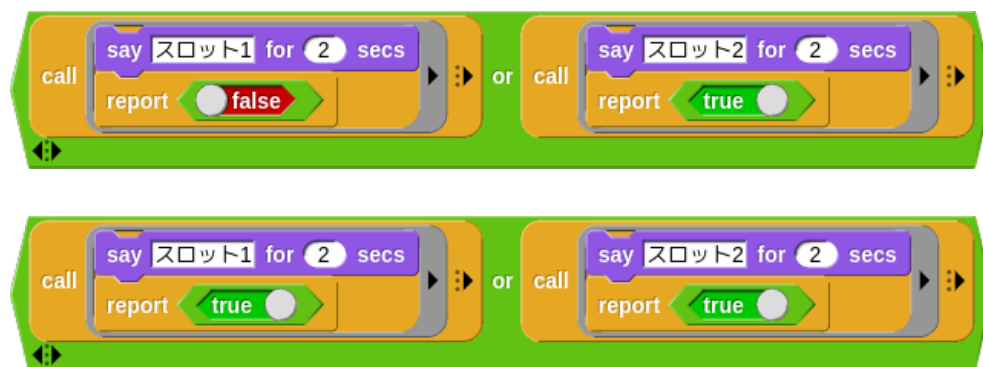 say スロット1 for 2 secs say スロット2 for 2 secs
call or call
report false report true
say スロット1 for 2 secs say スロット2 for 2 secs
call or call
report true report true